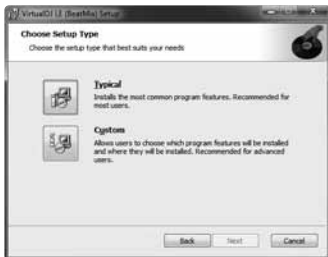 VirtualDJ LE (BearMix) Setup
Choose Setup Type
Choose the setup type that best suits your needs
Typical
Installs the most common program features. Recommended for
most users.
Custom
Allows users to choose which program features will be installed
and where they will be installed. Recommended for advanced
users.
Back
Next
Cancel